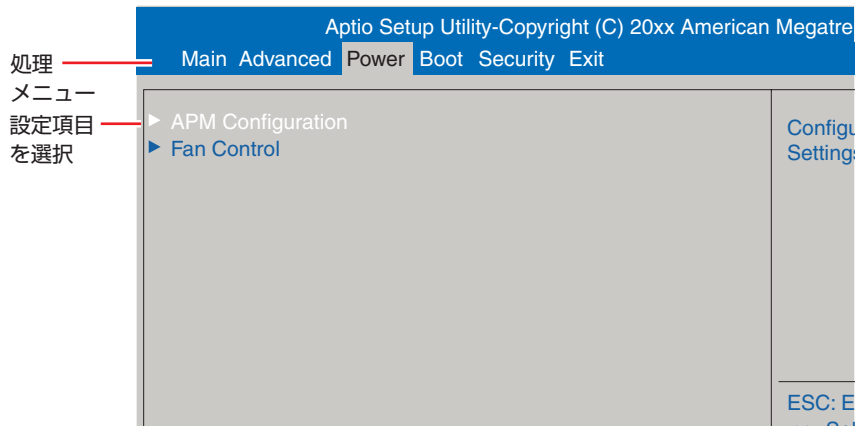 Aptio Setup Utility-Copyright (C) 20xx American Megatre
Main Advanced Power Boot Security Exit
処理
メニュー
設定項目
を選択
APM Configuration
Fan Control
Configu
Settings
ESC: E